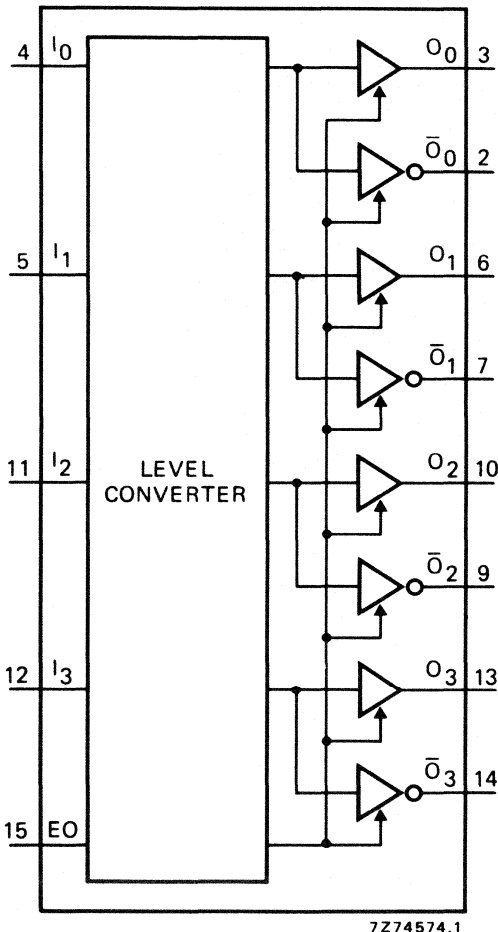 4 I0 O0 3
Ō0 2
5 I1 O1 6
Ō1 7
11 I2 O2 10
LEVEL
CONVERTER
Ō2 9
12 I3 O3 13
Ō3 14
15 EO
7Z74574.1